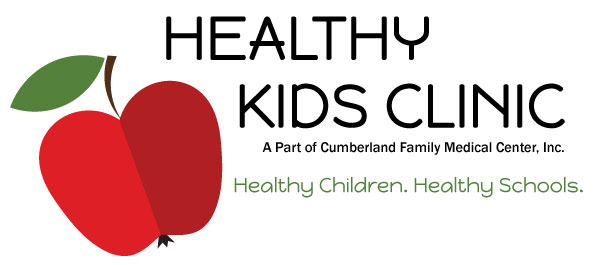 HEALTHY
KIDS CLINIC
A Part of Cumberland Family Medical Center, Inc.
Healthy Children. Healthy Schools.